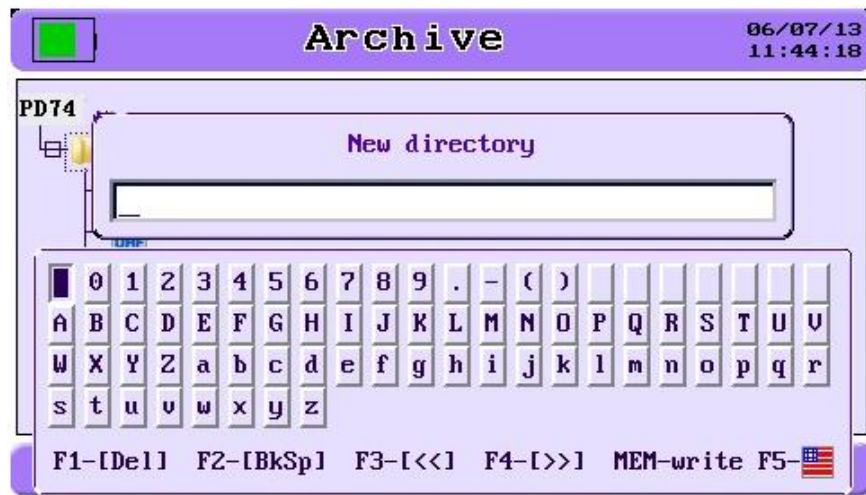 Archive
06/07/13
11:44:18
PD74
New directory
0 1 2 3 4 5 6 7 8 9 . - ( )
A B C D E F G H I J K L M N O P Q R S T U V
W X Y Z a b c d e f g h i j k l m n o p q r
s t u v w x y z
F1-[Del] F2-[BkSp] F3-[<<] F4-[>>] MEM-write F5-